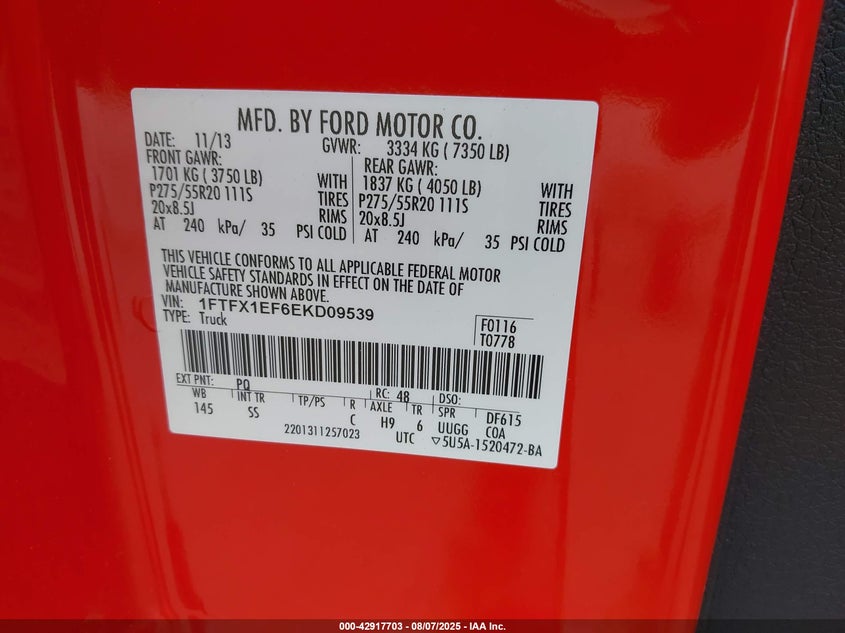 MFD. BY FORD MOTOR CO.
DATE: 11/13 GVWR: 3334 KG ( 7350 LB)
FRONT GAWR: REAR GAWR:
1701 KG ( 3750 LB) WITH 1837 KG ( 4050 LB) WITH
P275/55R20 111S TIRES P275/55R20 111S TIRES
20x8.5J RIMS 20x8.5J RIMS
AT 240 kPa/ 35 PSI COLD AT 240 kPa/ 35 PSI COLD
THIS VEHICLE CONFORMS TO ALL APPLICABLE FEDERAL MOTOR
VEHICLE SAFETY STANDARDS IN EFFECT ON THE DATE OF
MANUFACTURE SHOWN ABOVE.
VIN: 1FTFX1EF6EKD09539
TYPE: Truck
F0116
T0778
EXT PNT: PQ RC: 48 DSO:
WB INT TR TP/PS R AXLE TR SPR DF615
145 SS C H9 6 UUGG COA
2201311257023 UTC ▽5U5A-1520472-BA
000-42917703 - 08/07/2025 - IAA Inc.